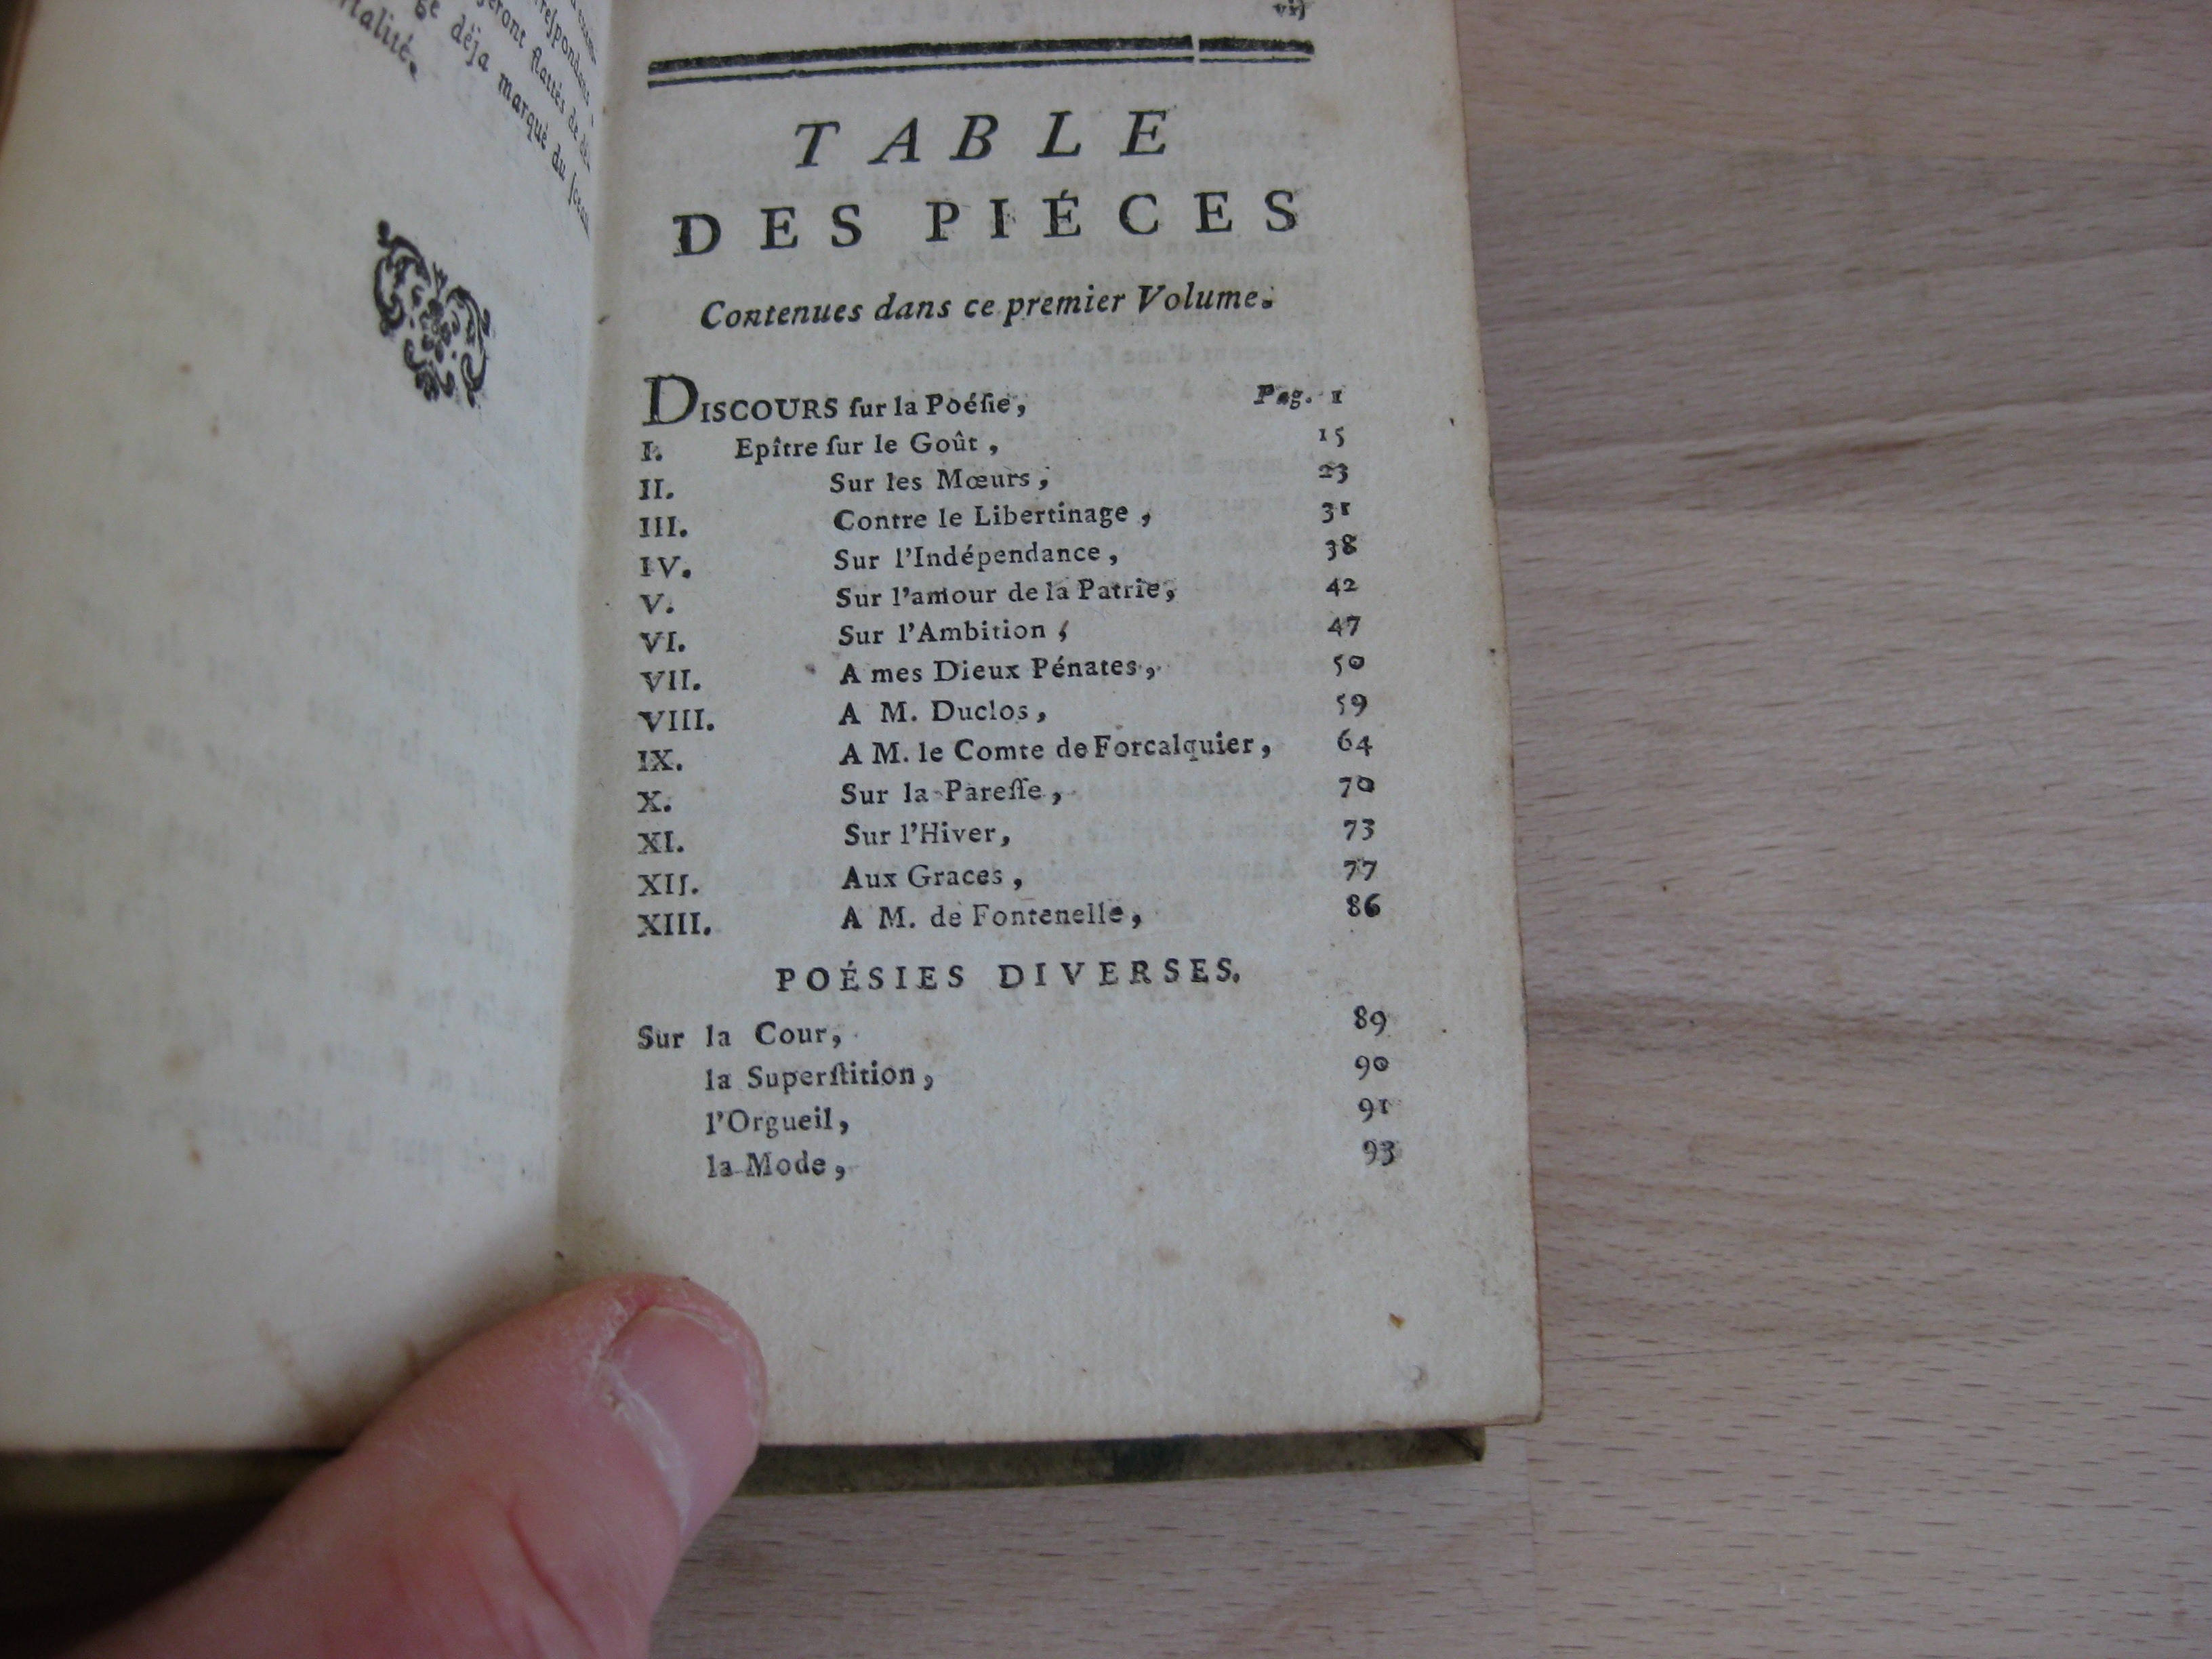 déja marqué du
vij
TABLE
DES PIÉCES
Contenues dans ce premier Volume.
DISCOURS ſur la Poéſie, Pag. 1
I. Epître ſur le Goût, 15
II. Sur les Mœurs, 23
III. Contre le Libertinage, 31
IV. Sur l'Indépendance, 38
V. Sur l'amour de la Patrie, 42
VI. Sur l'Ambition, 47
VII. A mes Dieux Pénates, 50
VIII. A M. Duclos, 59
IX. A M. le Comte de Forcalquier, 64
X. Sur la Pareſſe, 70
XI. Sur l'Hiver, 73
XII. Aux Graces, 77
XIII. A M. de Fontenelle, 86
POÉSIES DIVERSES.
Sur la Cour, 89
la Superſtition, 90
l'Orgueil, 91
la Mode, 93